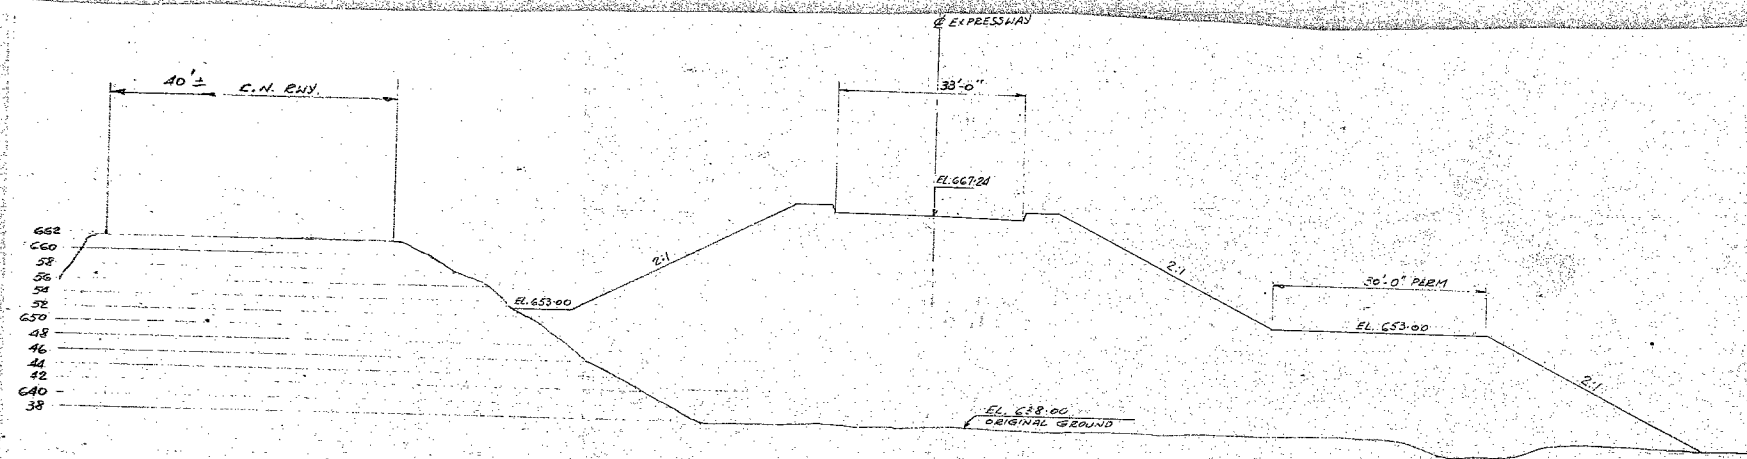 ℄ EXPRESSWAY
40'±
C.N. RWY.
33'-0"
EL.667.24
662
660
58
56
54
52
650
48
46
44
42
640
38
2:1
EL.653.00
2:1
30'-0" PERM
EL. 653.00
2:1
EL. 638.00
ORIGINAL GROUND